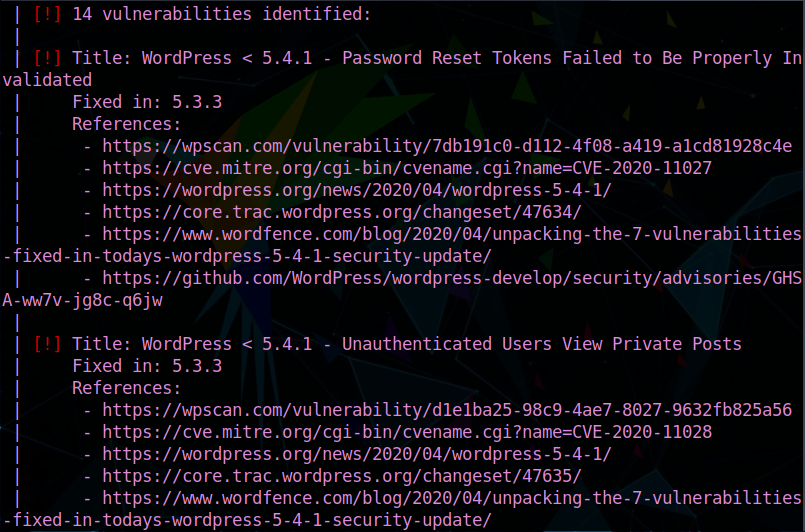 | [!] 14 vulnerabilities identified:
|
| [!] Title: WordPress < 5.4.1 - Password Reset Tokens Failed to Be Properly In
validated
|     Fixed in: 5.3.3
|     References:
|      - https://wpscan.com/vulnerability/7db191c0-d112-4f08-a419-a1cd81928c4e
|      - https://cve.mitre.org/cgi-bin/cvename.cgi?name=CVE-2020-11027
|      - https://wordpress.org/news/2020/04/wordpress-5-4-1/
|      - https://core.trac.wordpress.org/changeset/47634/
|      - https://www.wordfence.com/blog/2020/04/unpacking-the-7-vulnerabilities
-fixed-in-todays-wordpress-5-4-1-security-update/
|      - https://github.com/WordPress/wordpress-develop/security/advisories/GHS
A-ww7v-jg8c-q6jw
|
| [!] Title: WordPress < 5.4.1 - Unauthenticated Users View Private Posts
|     Fixed in: 5.3.3
|     References:
|      - https://wpscan.com/vulnerability/d1e1ba25-98c9-4ae7-8027-9632fb825a56
|      - https://cve.mitre.org/cgi-bin/cvename.cgi?name=CVE-2020-11028
|      - https://wordpress.org/news/2020/04/wordpress-5-4-1/
|      - https://core.trac.wordpress.org/changeset/47635/
|      - https://www.wordfence.com/blog/2020/04/unpacking-the-7-vulnerabilities
-fixed-in-todays-wordpress-5-4-1-security-update/